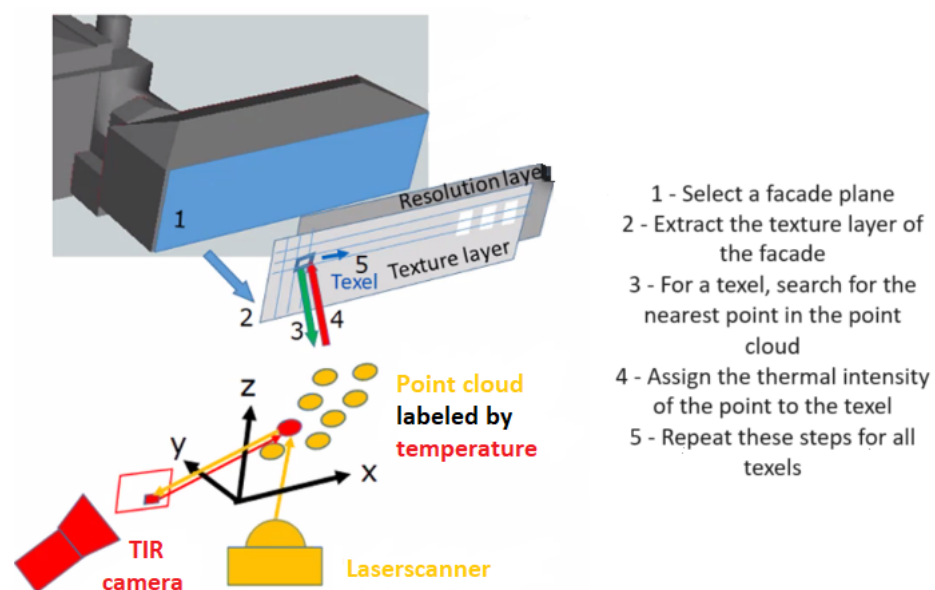 1
Resolution layer
5
Texture layer
Texel
2
3
4
Point cloud
labeled by
temperature
z
y
x
TIR
camera
Laserscanner
1 - Select a facade plane
2 - Extract the texture layer of
the facade
3 - For a texel, search for the
nearest point in the point
cloud
4 - Assign the thermal intensity
of the point to the texel
5 - Repeat these steps for all
texels